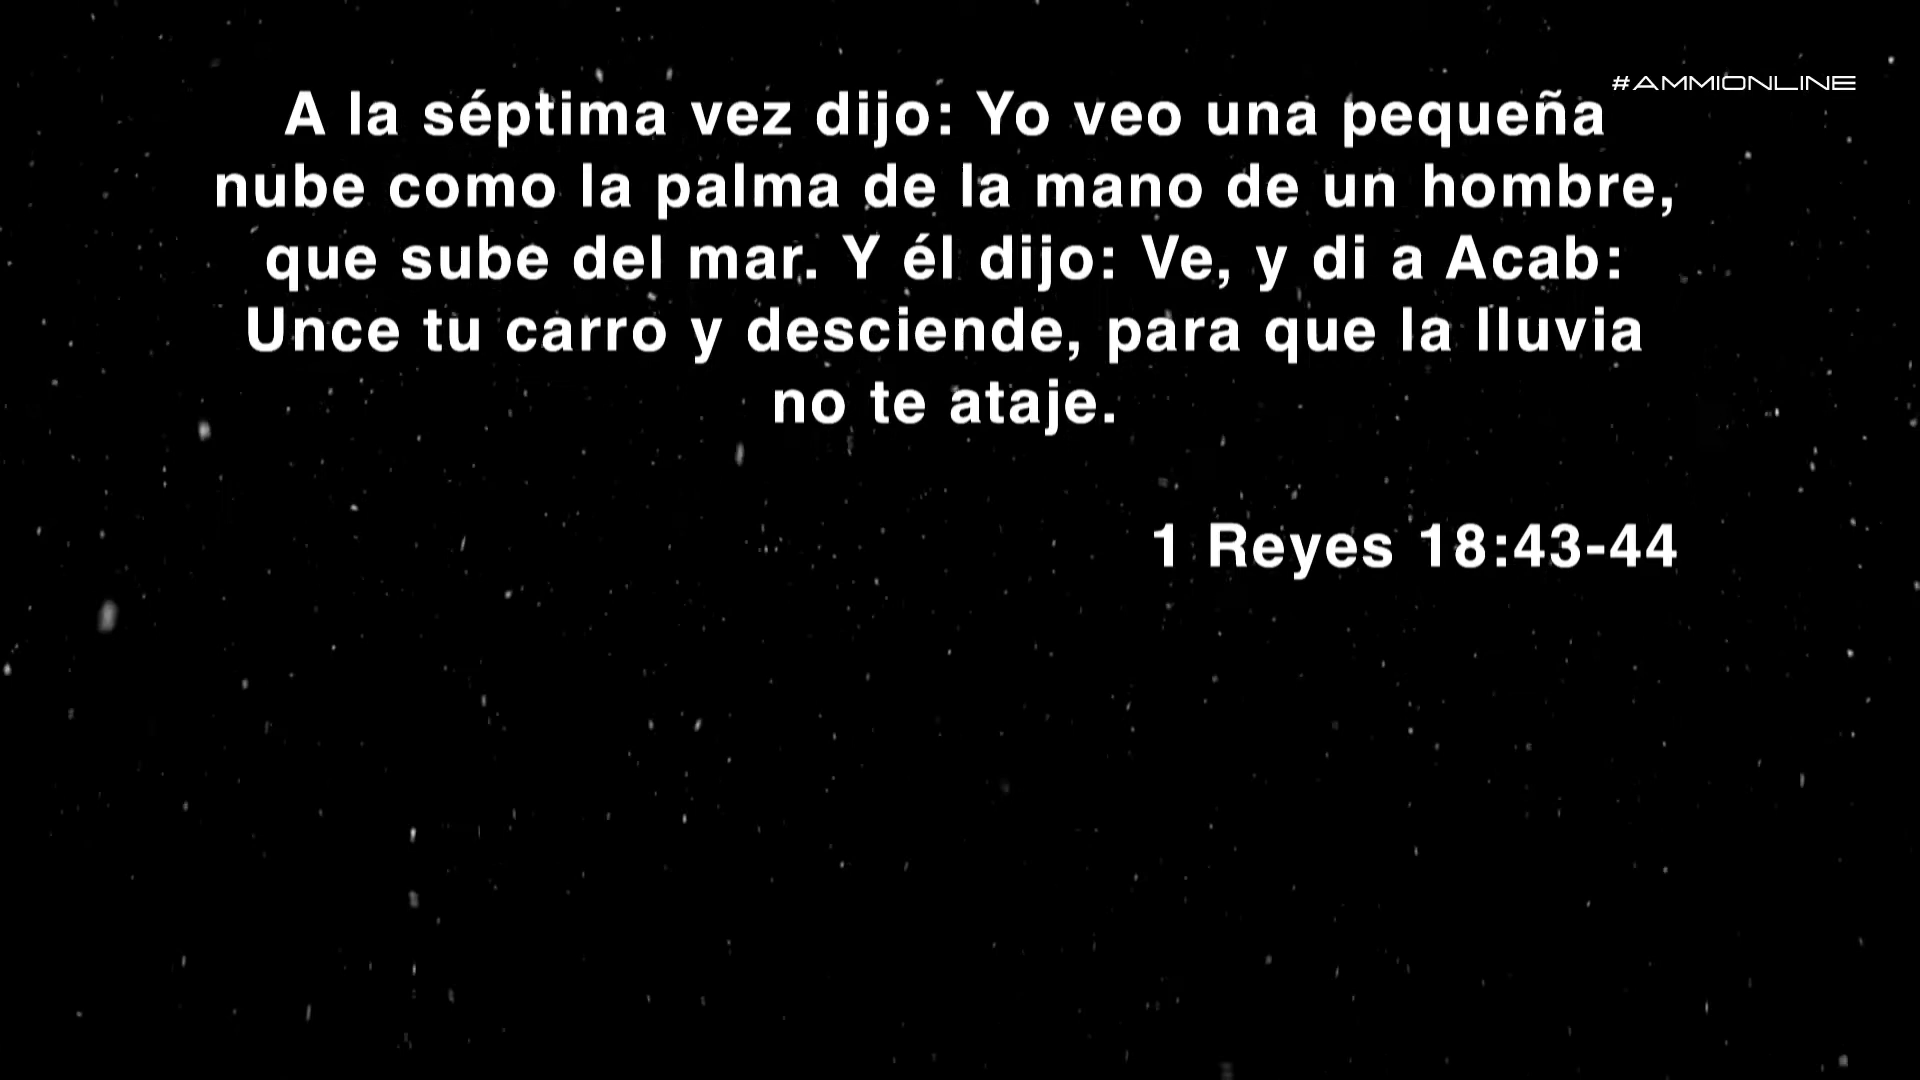 #AMMIONLINE
A la séptima vez dijo: Yo veo una pequeña
nube como la palma de la mano de un hombre,
que sube del mar. Y él dijo: Ve, y di a Acab:
Unce tu carro y desciende, para que la lluvia
no te ataje.
1 Reyes 18:43-44